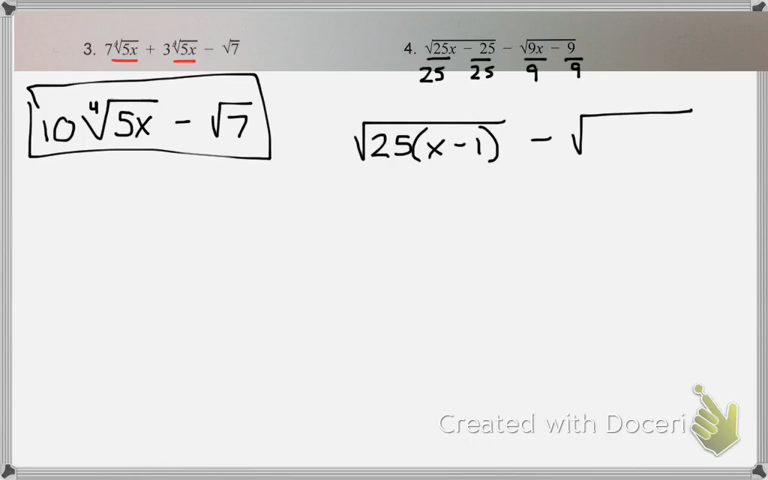 3. 7∜5x + 3∜5x − √7
4. √25x − 25 − √9x − 9
25 25 9 9
10∜5x − √7
√25(x−1) − √
Created with Doceri